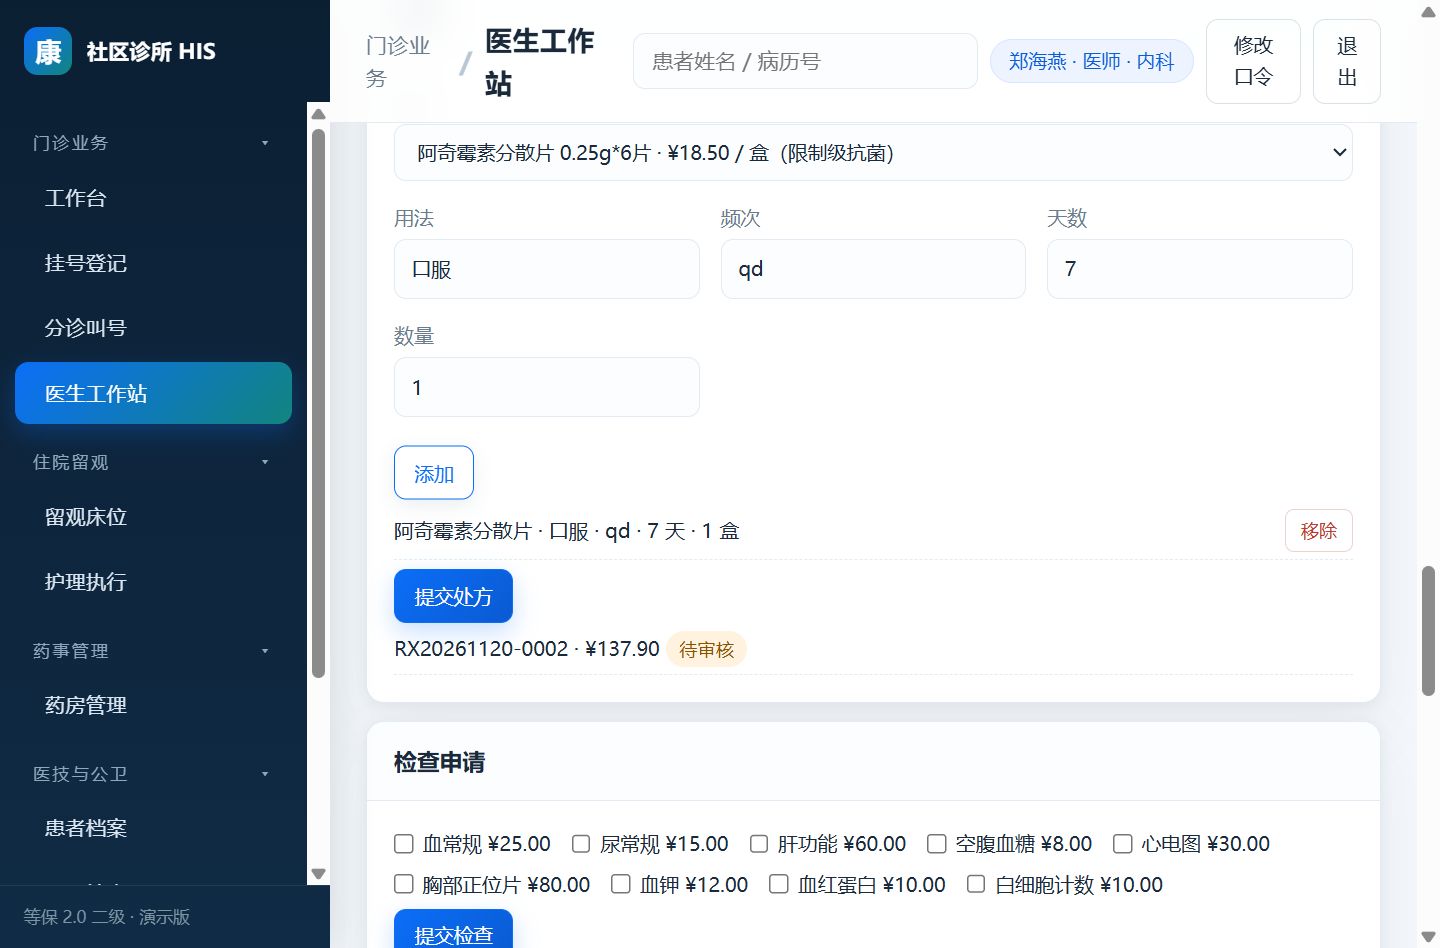 康 社区诊所 HIS
门诊业务
工作台
挂号登记
分诊叫号
医生工作站
住院留观
留观床位
护理执行
药事管理
药房管理
医技与公卫
患者档案
等保 2.0 二级 · 演示版
门诊业
务
/
医生工作
站
患者姓名 / 病历号
郑海燕 · 医师 · 内科
修改
口令
退
出
阿奇霉素分散片 0.25g*6片 · ¥18.50 / 盒（限制级抗菌）
用法
频次
天数
口服
qd
7
数量
1
添加
阿奇霉素分散片 · 口服 · qd · 7 天 · 1 盒
移除
提交处方
RX20261120-0002 · ¥137.90 待审核
检查申请
血常规 ¥25.00 尿常规 ¥15.00 肝功能 ¥60.00 空腹血糖 ¥8.00 心电图 ¥30.00
胸部正位片 ¥80.00 血钾 ¥12.00 血红蛋白 ¥10.00 白细胞计数 ¥10.00
提交检查